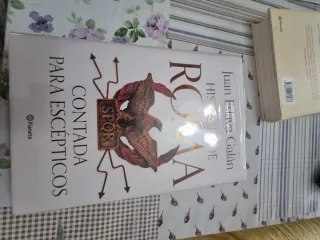 Juan Eslava Galán
HISTORIA DE
ROMA
SPQR
CONTADA
PARA ESCÉPTICOS
Planeta